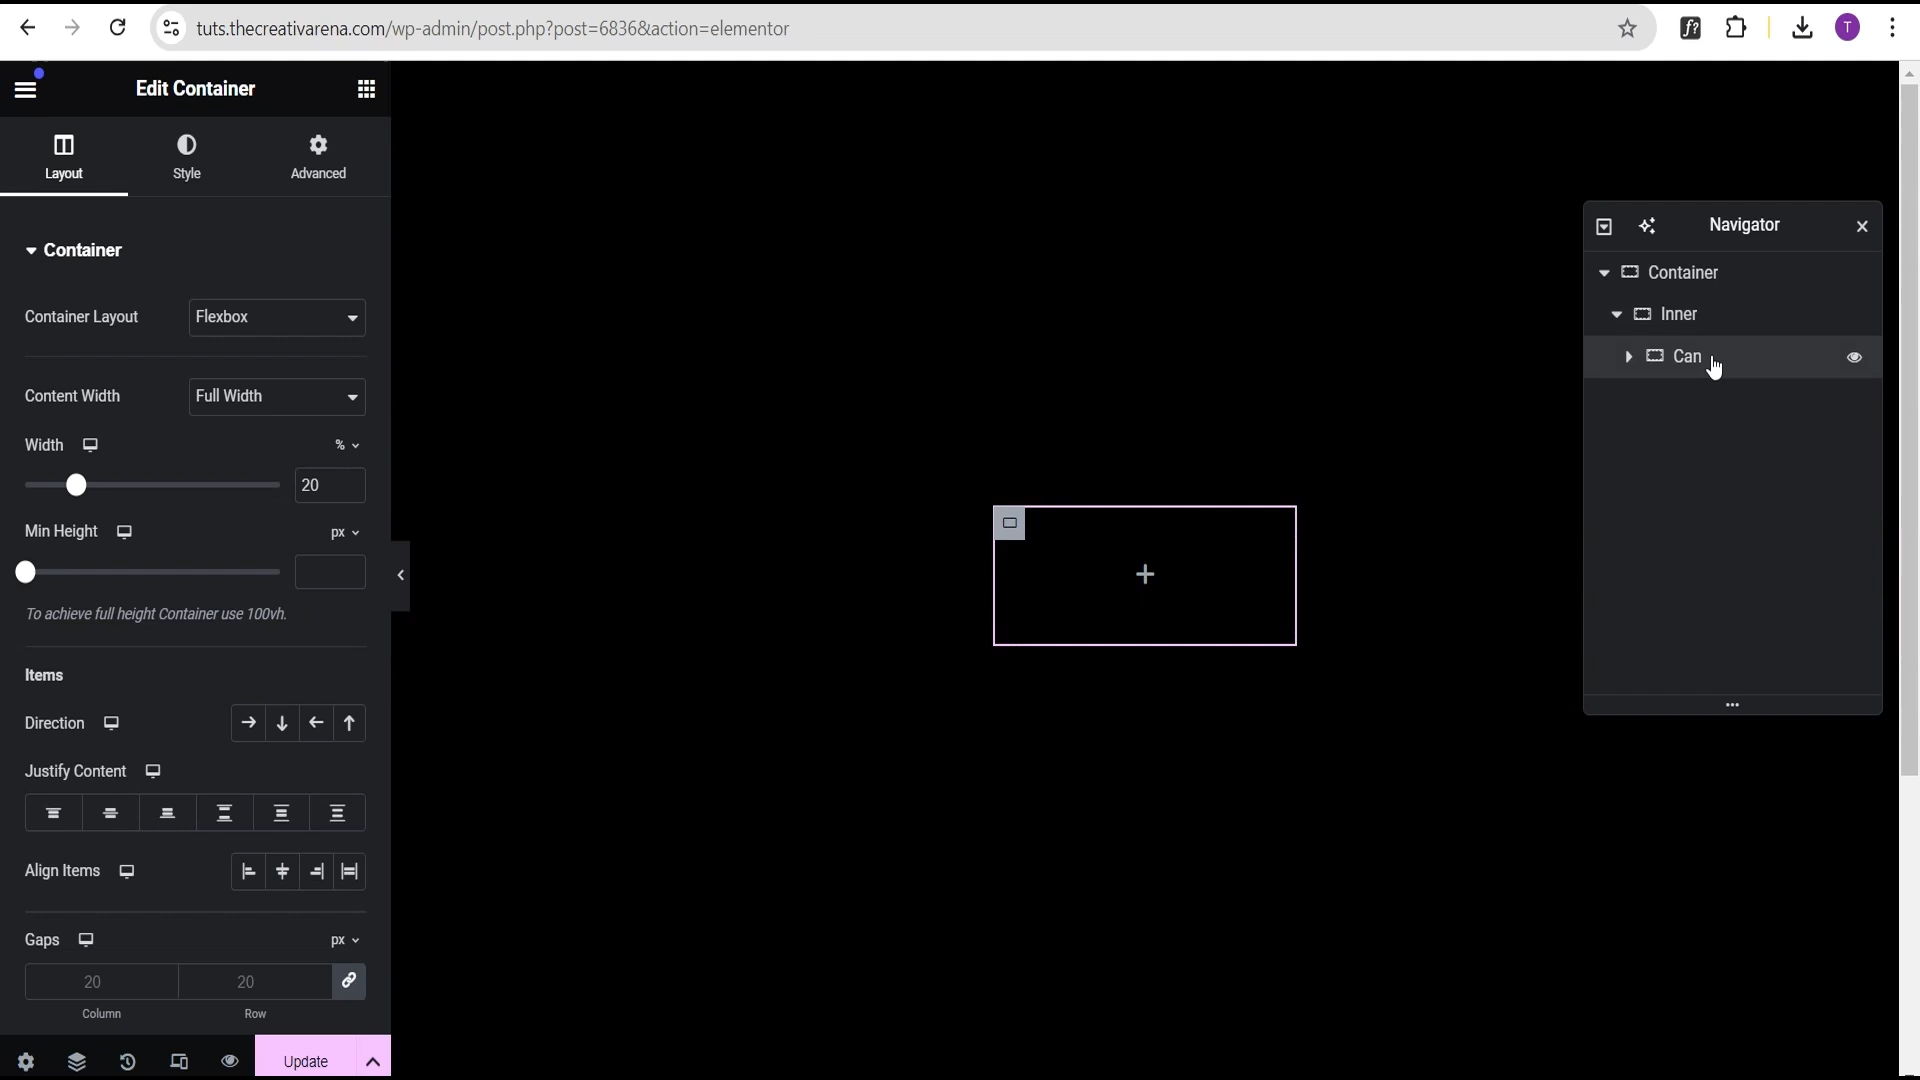 tuts.thecreativarena.com/wp-admin/post.php?post=6836&action=elementor
T
Edit Container
Layout
Style
Advanced
Container
Container Layout
Flexbox
Content Width
Full Width
Width
%
20
Min Height
px
To achieve full height Container use 100vh.
Items
Direction
Justify Content
Align Items
Gaps
px
20
20
Column
Row
Update
Navigator
Container
Inner
Can